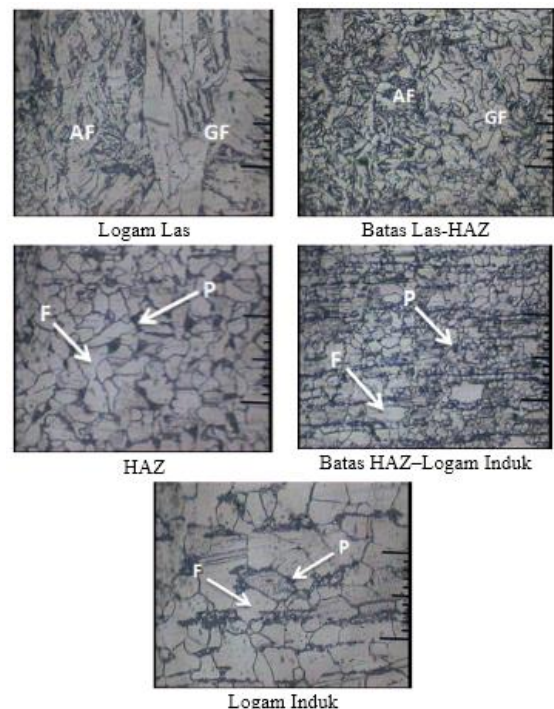 AF GF
AF GF
Logam Las Batas Las-HAZ
F P
P
F
HAZ Batas HAZ–Logam Induk
F P
Logam Induk